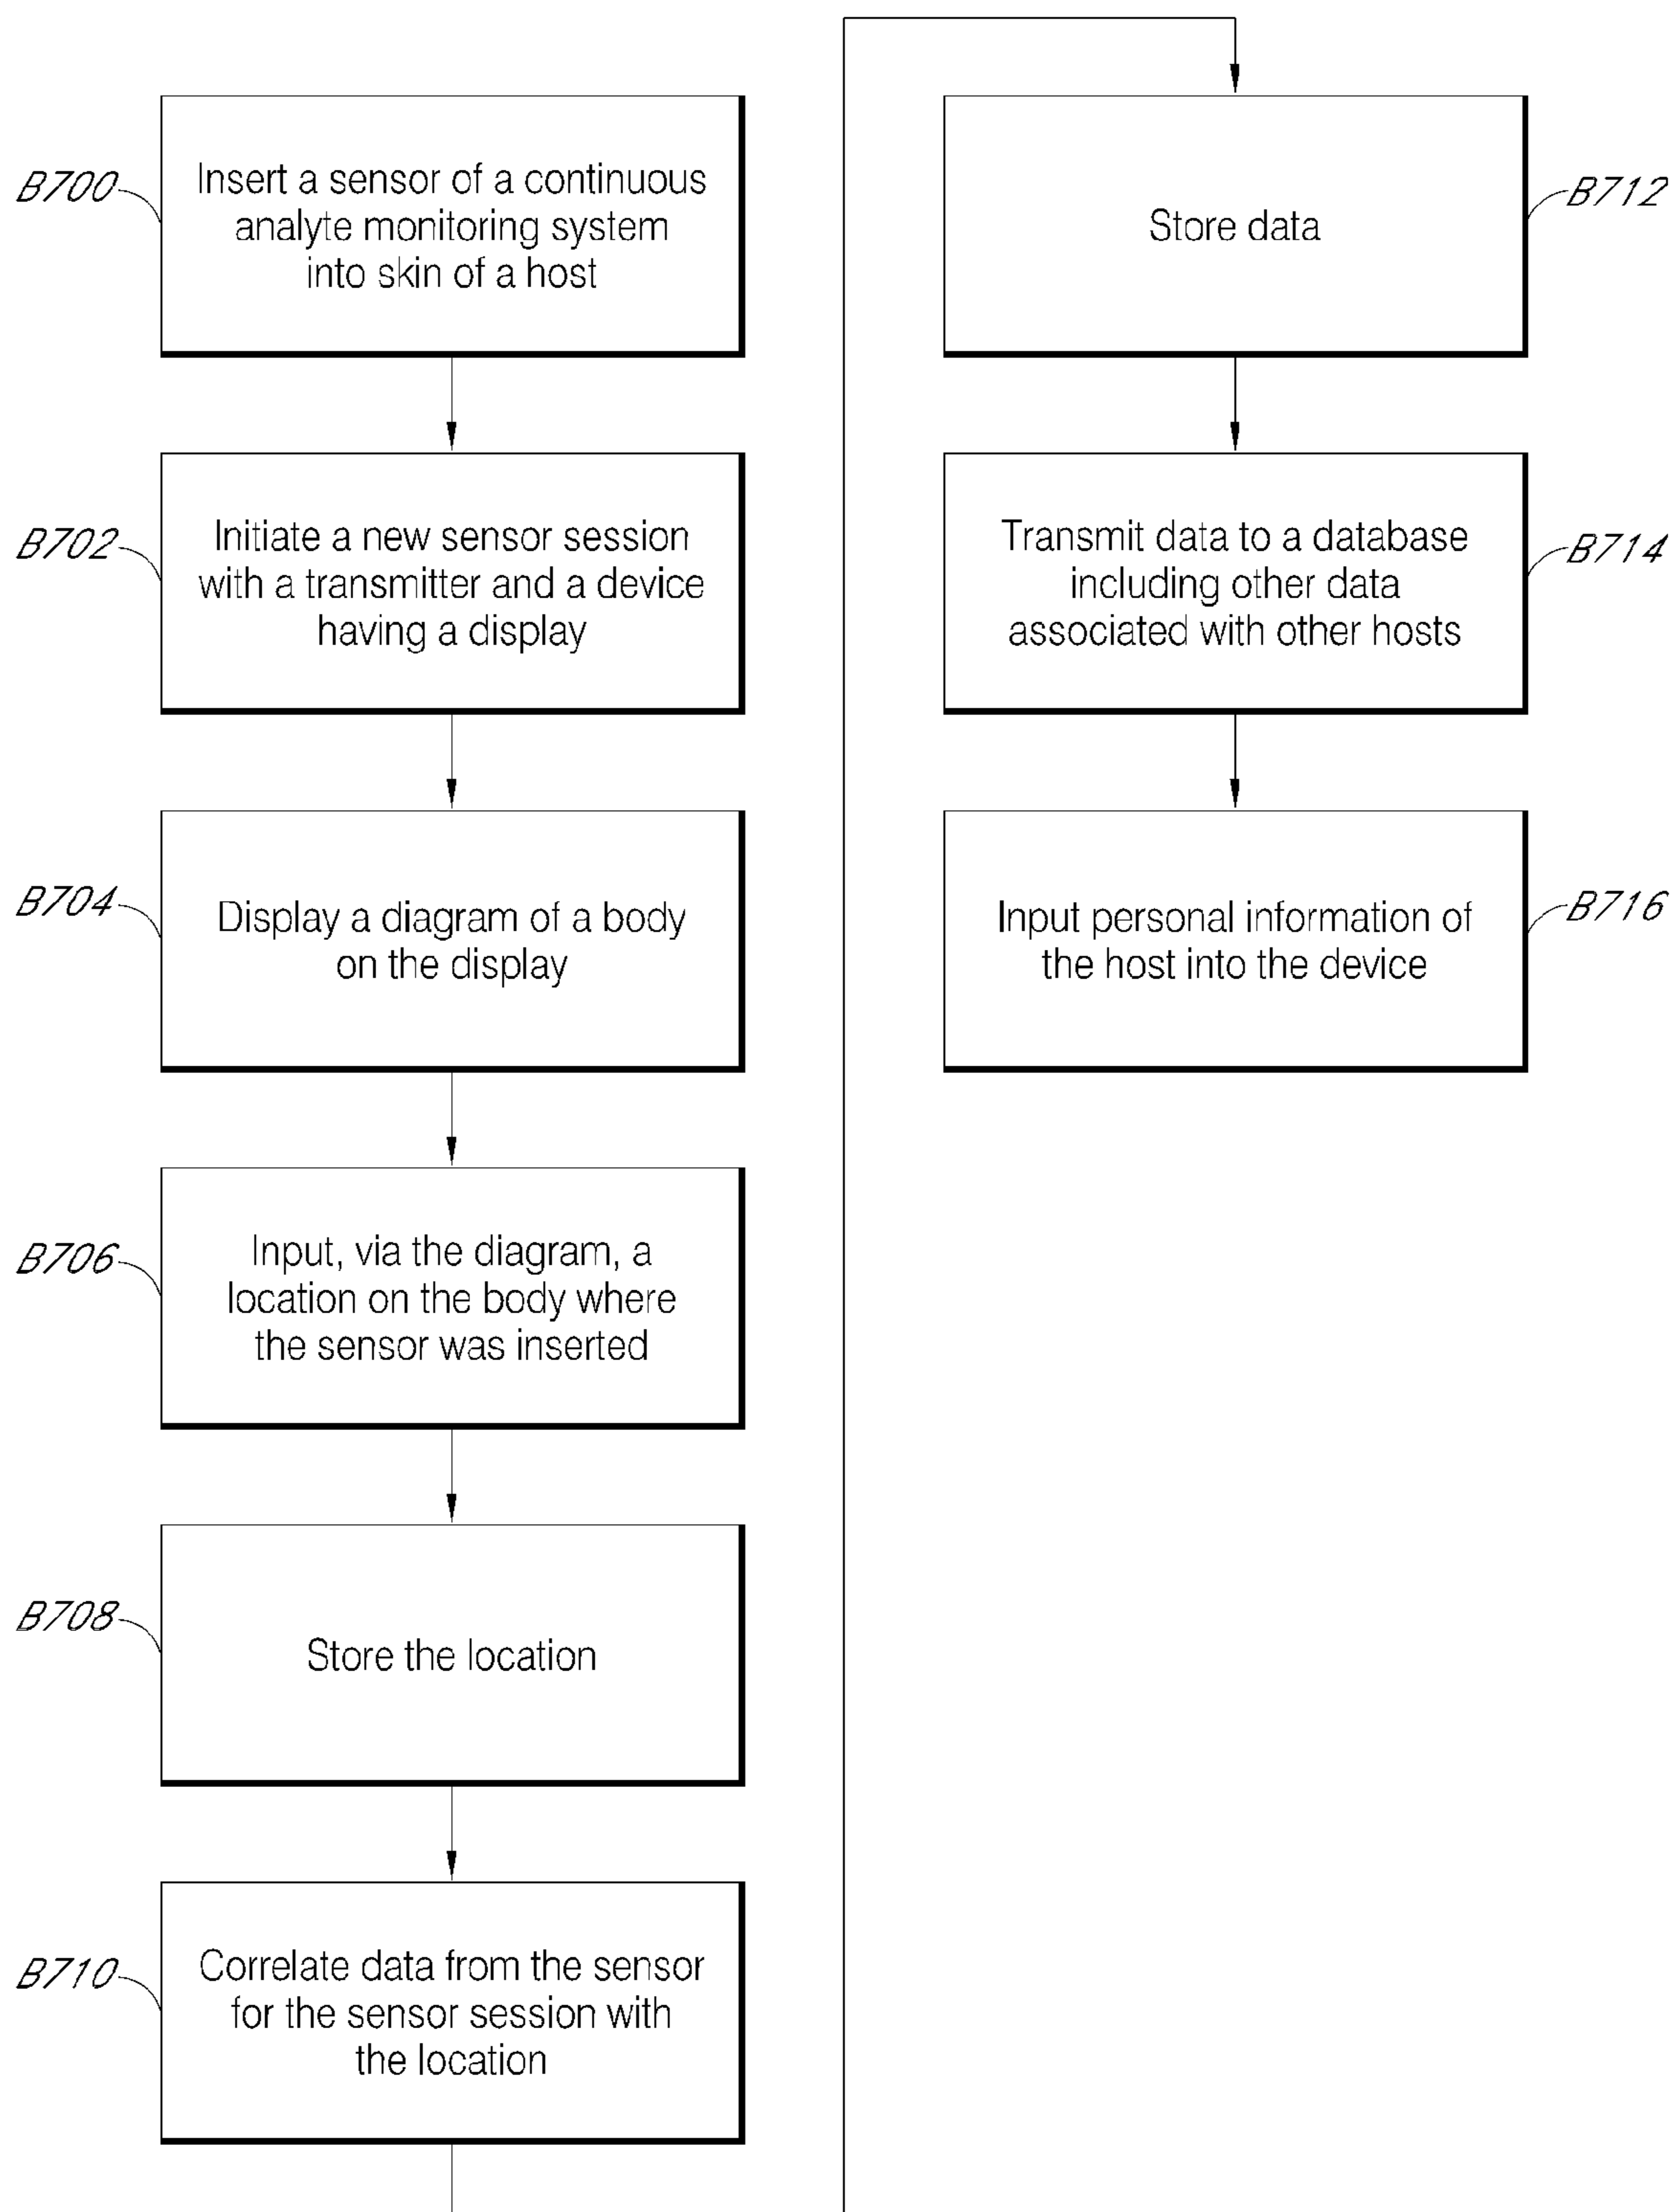 B700
Insert a sensor of a continuous
analyte monitoring system
into skin of a host
B702
Initiate a new sensor session
with a transmitter and a device
having a display
B704
Display a diagram of a body
on the display
B706
Input, via the diagram, a
location on the body where
the sensor was inserted
B708
Store the location
B710
Correlate data from the sensor
for the sensor session with
the location
B712
Store data
B714
Transmit data to a database
including other data
associated with other hosts
B716
Input personal information of
the host into the device